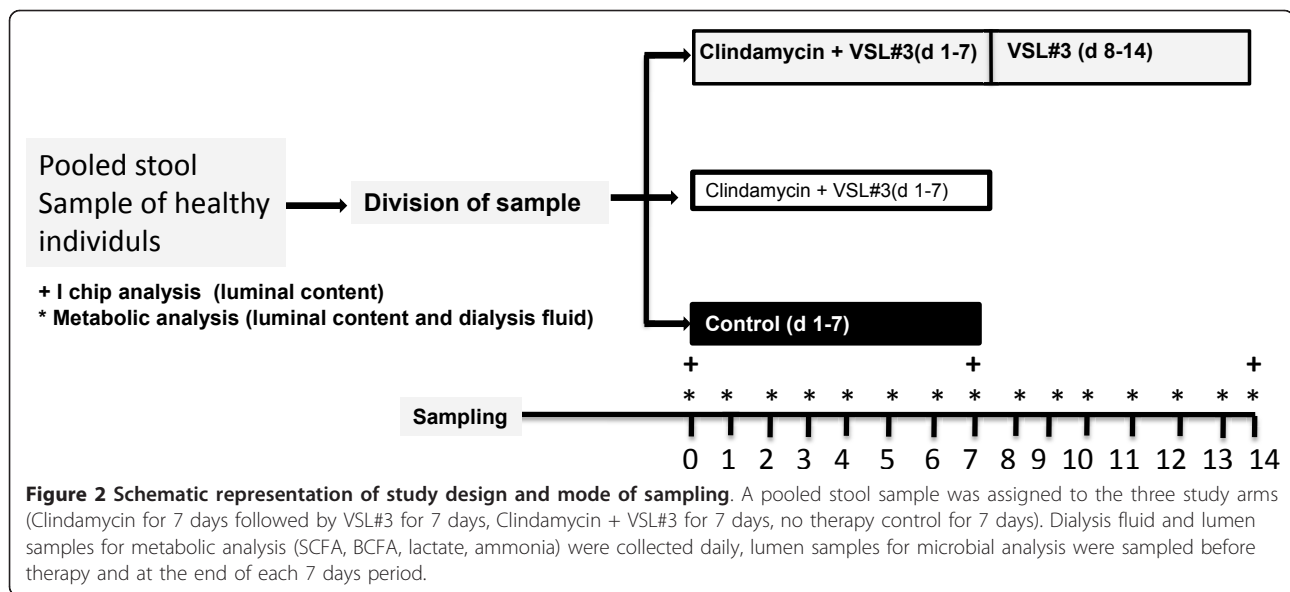 Clindamycin + VSL#3(d 1-7) VSL#3 (d 8-14)
Pooled stool
Sample of healthy
individuls
Division of sample
Clindamycin + VSL#3(d 1-7)
+ I chip analysis (luminal content)
* Metabolic analysis (luminal content and dialysis fluid)
Control (d 1-7)
+ + +
* * * * * * * * * * * * * * *
Sampling
0 1 2 3 4 5 6 7 8 9 10 11 12 13 14
Figure 2 Schematic representation of study design and mode of sampling. A pooled stool sample was assigned to the three study arms
(Clindamycin for 7 days followed by VSL#3 for 7 days, Clindamycin + VSL#3 for 7 days, no therapy control for 7 days). Dialysis fluid and lumen
samples for metabolic analysis (SCFA, BCFA, lactate, ammonia) were collected daily, lumen samples for microbial analysis were sampled before
therapy and at the end of each 7 days period.